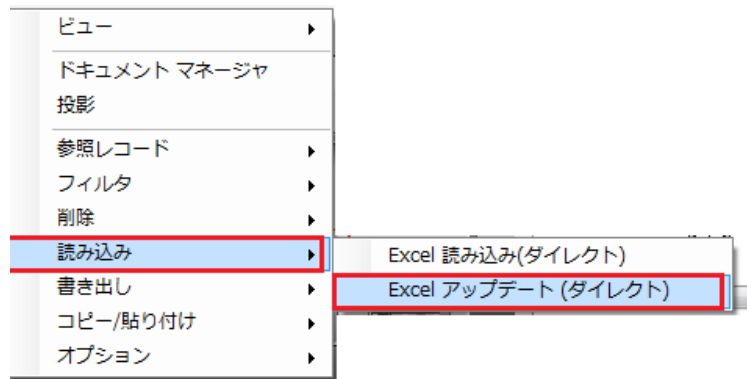 ビュー
ドキュメント マネージャ
投影
参照レコード
フィルタ
削除
読み込み
Excel 読み込み(ダイレクト)
書き出し
Excel アップデート (ダイレクト)
コピー/貼り付け
オプション